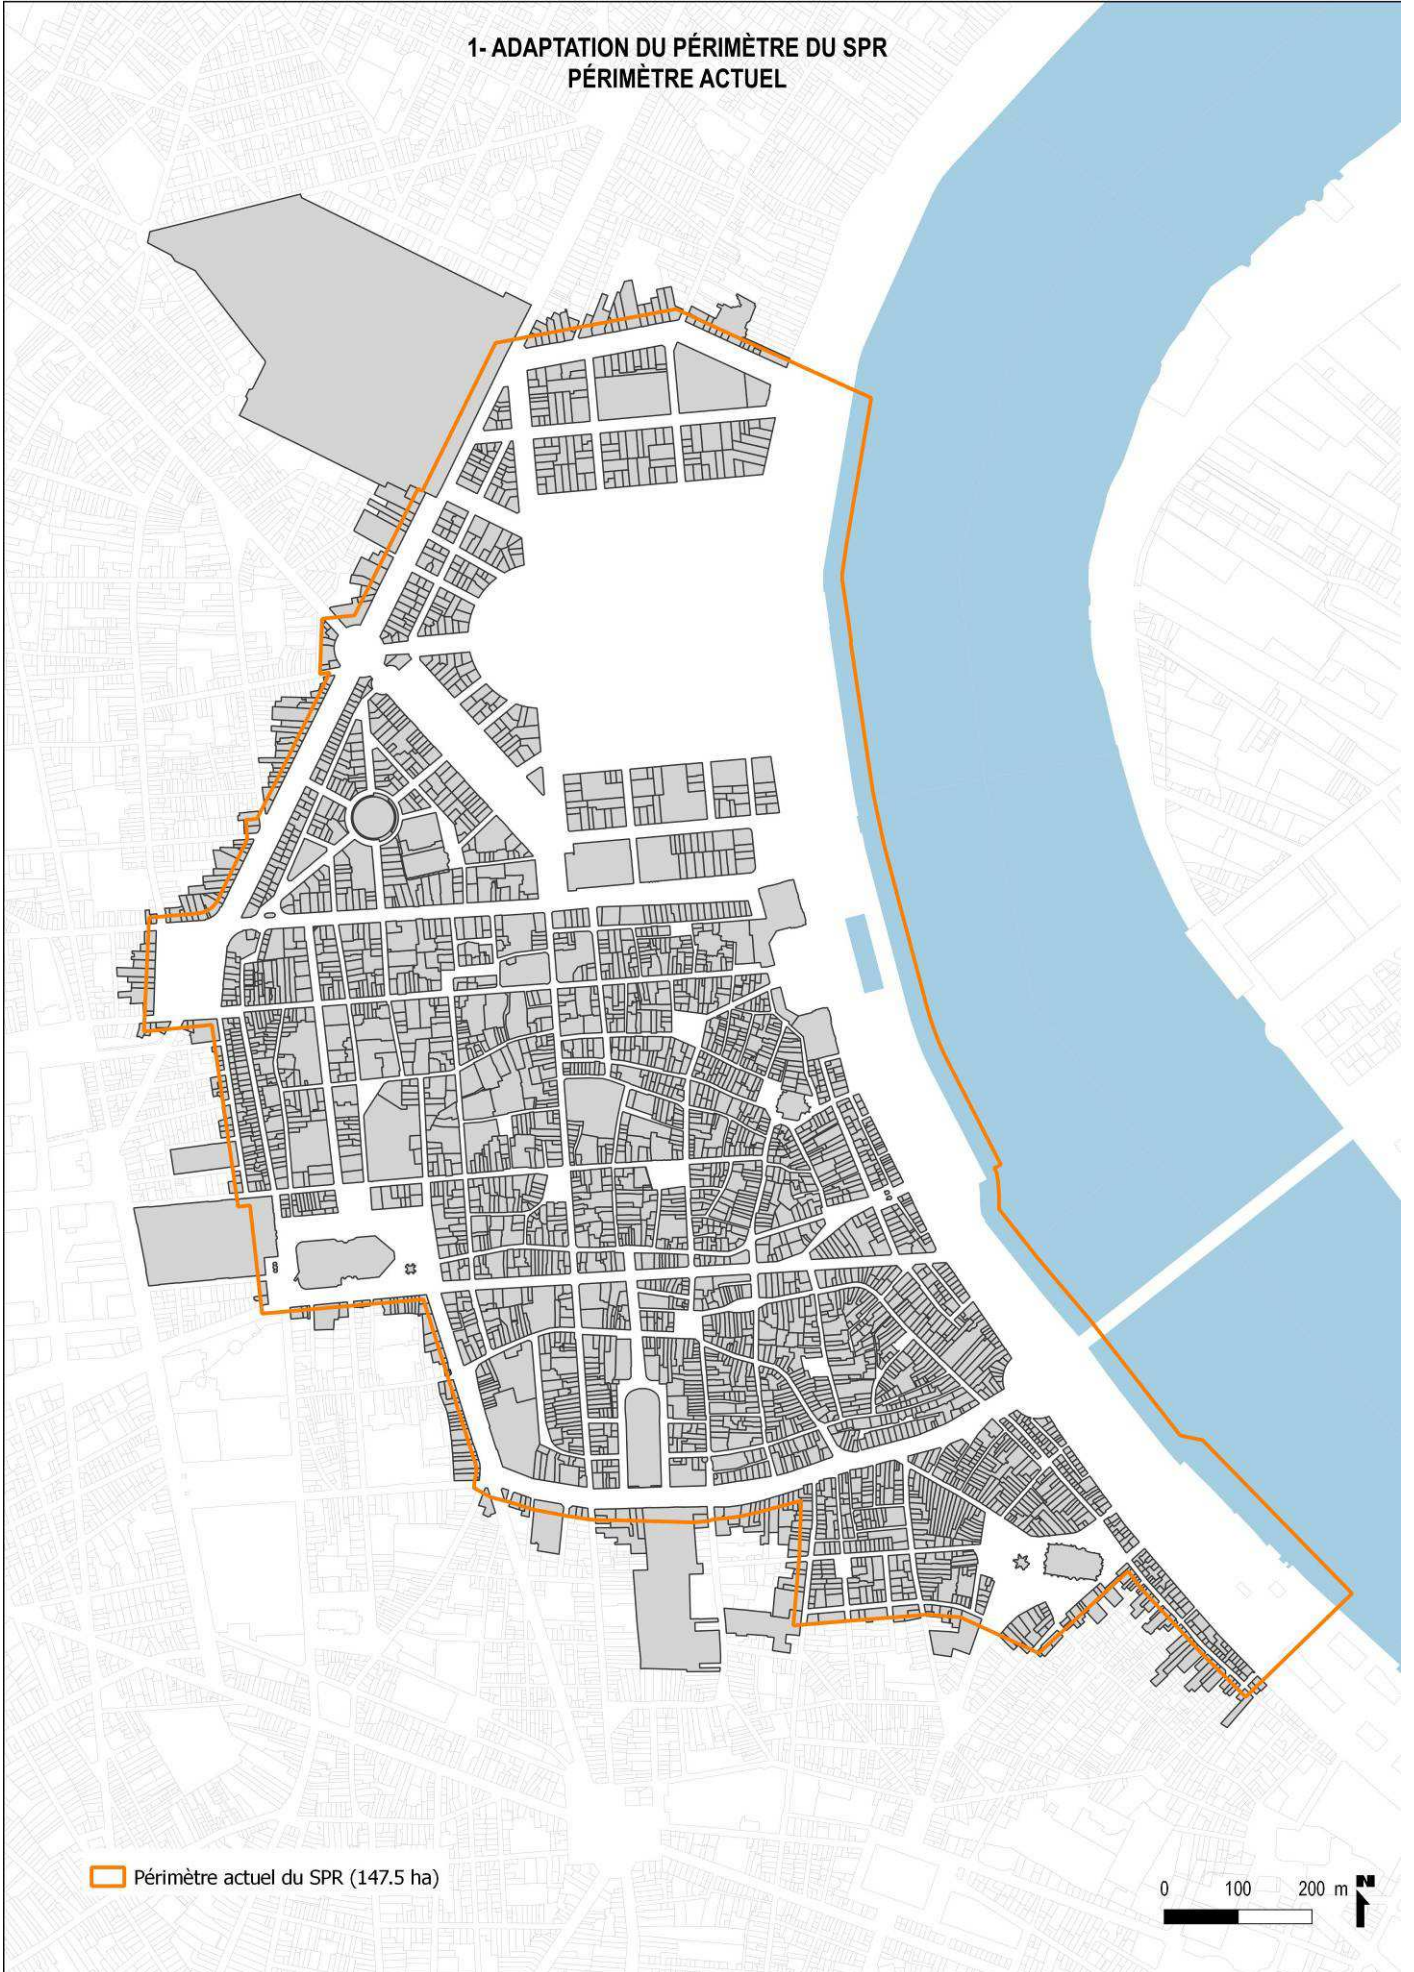 1- ADAPTATION DU PÉRIMÈTRE DU SPR
PÉRIMÈTRE ACTUEL
Périmètre actuel du SPR (147.5 ha)
0 100 200 m
N